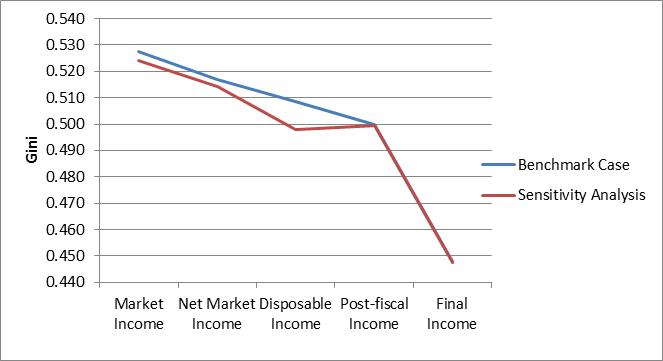 0.540
0.530
0.520
0.510
0.500
0.490
0.480
0.470
0.460
0.450
0.440
Gini
Market Net Market Disposable Post-fiscal Final
Income Income Income Income Income
Benchmark Case
Sensitivity Analysis